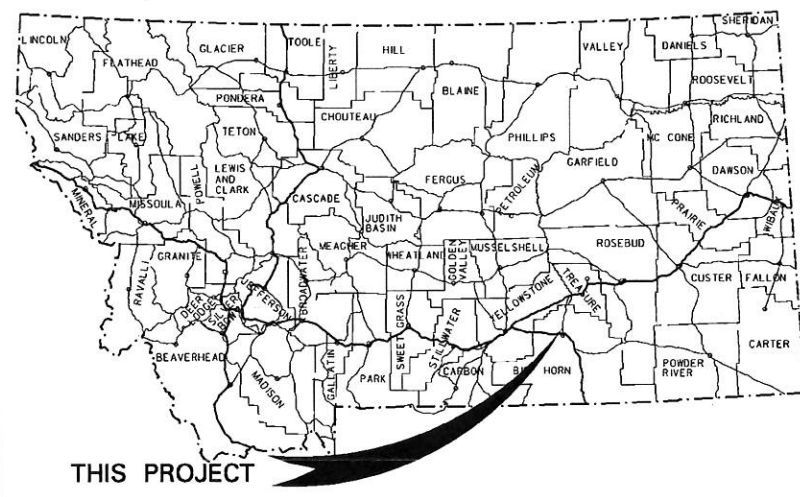 SHERIDAN
LINCOLN
GLACIER
TOOLE
LIBERTY
HILL
VALLEY
DANIELS
FLATHEAD
BLAINE
ROOSEVELT
PONDERA
RICHLAND
CHOUTEAU
TETON
PHILLIPS
MC CONE
SANDERS
LAKE
GARFIELD
DAWSON
LEWIS
AND
CLARK
POWELL
FERGUS
PETROLEUM
CASCADE
MINERAL
MISSOULA
JUDITH
BASIN
PRAIRIE
WIBAUX
MEAGHER
WHEATLAND
GOLDEN
VALLEY
MUSSELSHELL
ROSEBUD
GRANITE
BROADWATER
RAVALLI
JEFFERSON
TREASURE
CUSTER
FALLON
DEER
LODGE
SILVER
BOW
YELLOWSTONE
SWEET GRASS
STILLWATER
BEAVERHEAD
GALLATIN
CARTER
MADISON
PARK
CARBON
HORN
POWDER
RIVER
THIS PROJECT